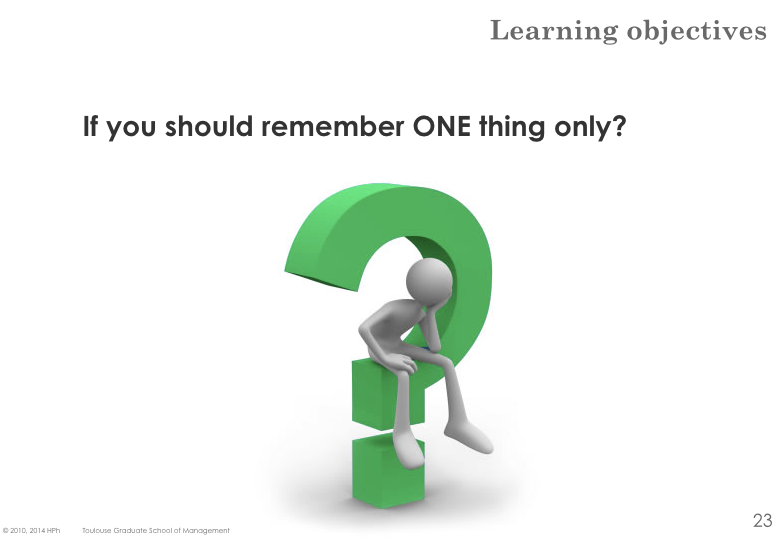 Learning objectives
If you should remember ONE thing only?
© 2010, 2014 HPh Toulouse Graduate School of Management
23